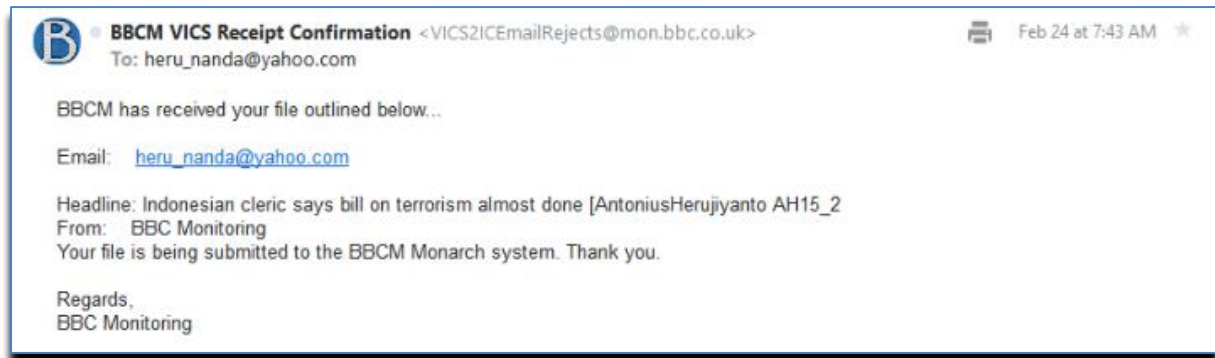 B
BBCM VICS Receipt Confirmation <VICS2ICEmailRejects@mon.bbc.co.uk> Feb 24 at 7:43 AM
To: heru_nanda@yahoo.com
BBCM has received your file outlined below...
Email: heru_nanda@yahoo.com
Headline: Indonesian cleric says bill on terrorism almost done [AntoniusHerujiyanto AH15_2
From: BBC Monitoring
Your file is being submitted to the BBCM Monarch system. Thank you.
Regards,
BBC Monitoring